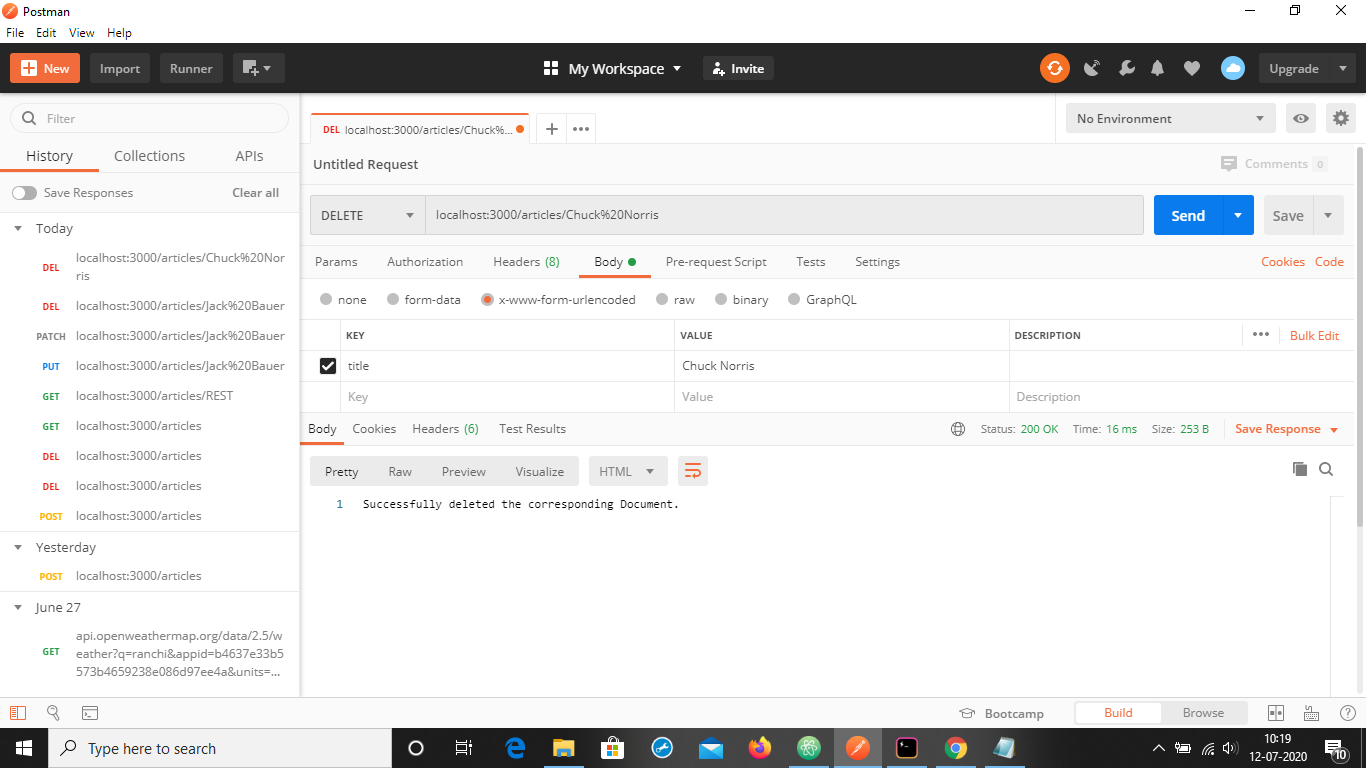 Postman
File Edit View Help
New Import Runner My Workspace Invite Upgrade
Filter
History Collections APIs
Save Responses Clear all
Today
DEL localhost:3000/articles/Chuck%20Nor
ris
DEL localhost:3000/articles/Jack%20Bauer
PATCH localhost:3000/articles/Jack%20Bauer
PUT localhost:3000/articles/Jack%20Bauer
GET localhost:3000/articles/REST
GET localhost:3000/articles
DEL localhost:3000/articles
DEL localhost:3000/articles
POST localhost:3000/articles
Yesterday
POST localhost:3000/articles
June 27
GET api.openweathermap.org/data/2.5/w
eather?q=ranchi&appid=b4637e33b5
573b4659238e086d97ee4a&units=...
DEL localhost:3000/articles/Chuck%... No Environment
Untitled Request Comments 0
DELETE localhost:3000/articles/Chuck%20Norris Send Save
Params Authorization Headers (8) Body Pre-request Script Tests Settings Cookies Code
none form-data x-www-form-urlencoded raw binary GraphQL
KEY VALUE DESCRIPTION Bulk Edit
title Chuck Norris
Key Value Description
Body Cookies Headers (6) Test Results Status: 200 OK Time: 16 ms Size: 253 B Save Response
Pretty Raw Preview Visualize HTML
1 Successfully deleted the corresponding Document.
Bootcamp Build Browse
Type here to search 10:19
12-07-2020 10